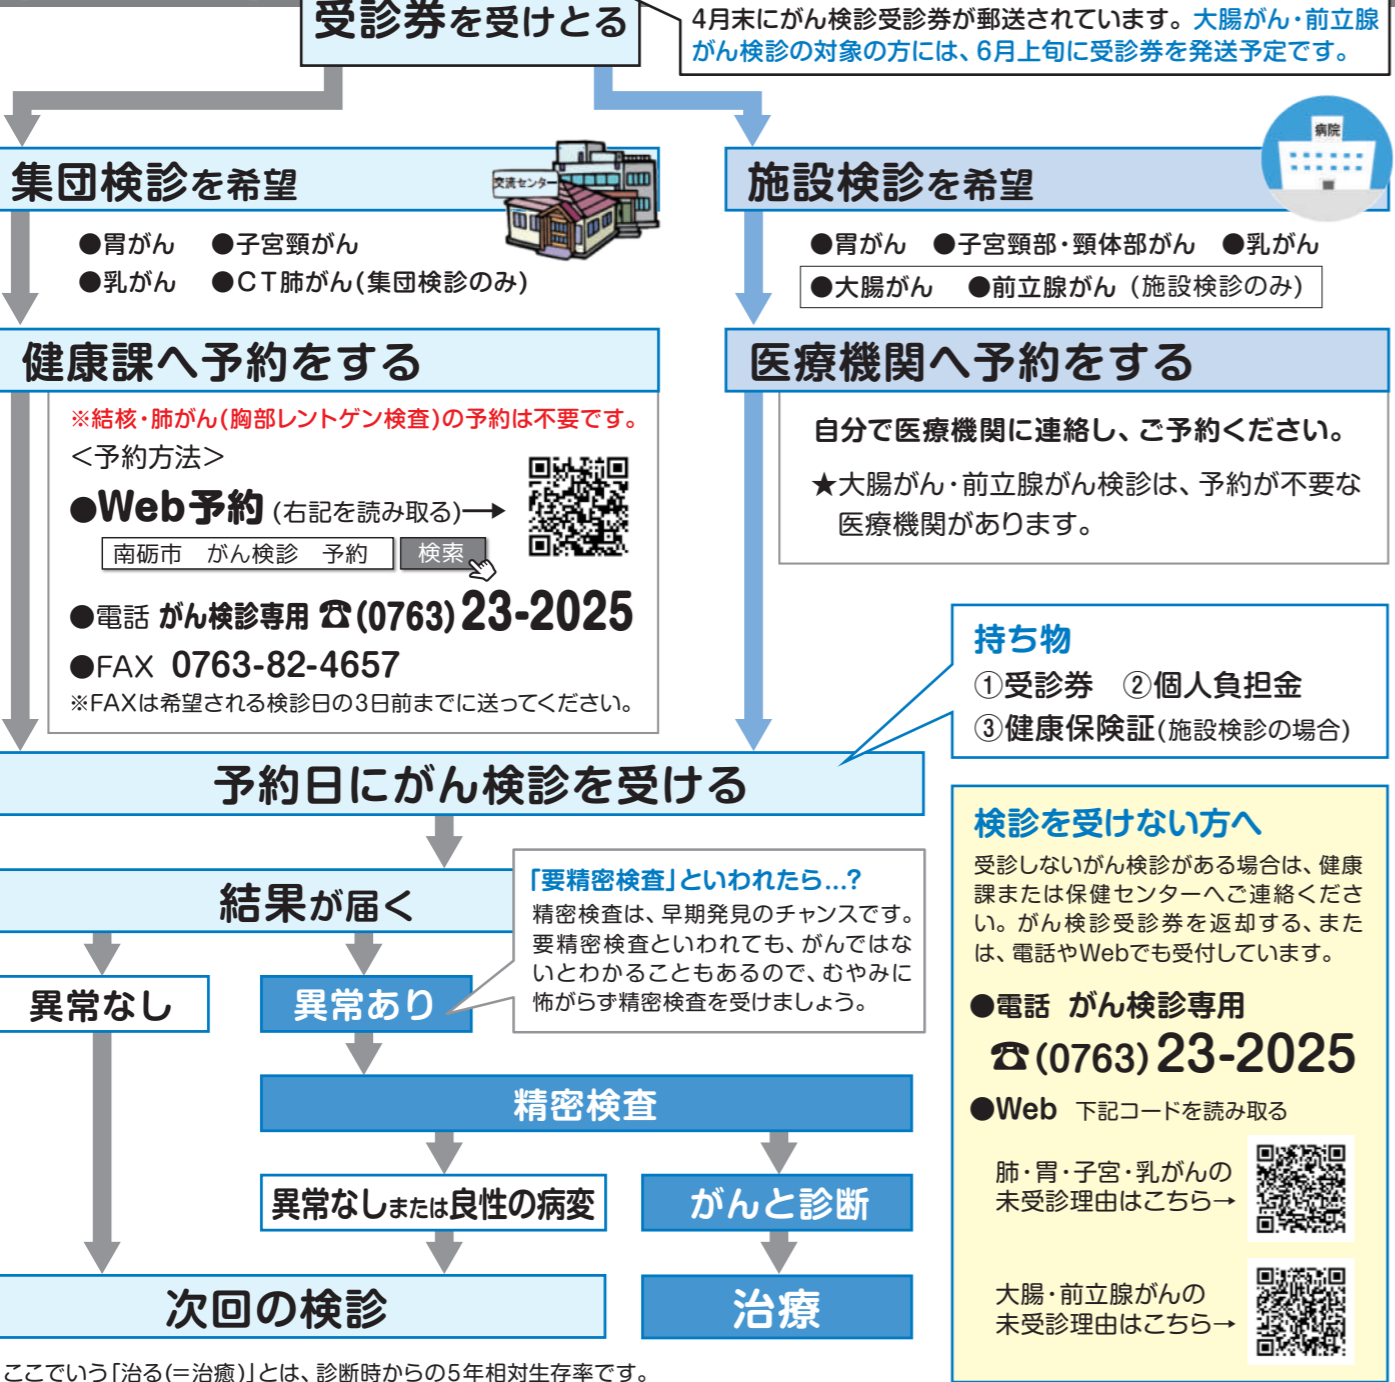 受診券を受けとる
4月末にがん検診受診券が郵送されています。大腸がん・前立腺
がん検診の対象の方には、6月上旬に受診券を発送予定です。
集団検診を希望
交流センター
●胃がん ●子宮頸がん
●乳がん ●CT肺がん(集団検診のみ)
健康課へ予約をする
※結核・肺がん(胸部レントゲン検査)の予約は不要です。
<予約方法>
●Web予約(右記を読み取る)→
南砺市 がん検診 予約 検索
●電話 がん検診専用 ☎(0763)23-2025
●FAX 0763-82-4657
※FAXは希望される検診日の3日前までに送ってください。
施設検診を希望
病院
●胃がん ●子宮頸部・頸体部がん ●乳がん
●大腸がん ●前立腺がん(施設検診のみ)
医療機関へ予約をする
自分で医療機関に連絡し、ご予約ください。
★大腸がん・前立腺がん検診は、予約が不要な
医療機関があります。
持ち物
①受診券 ②個人負担金
③健康保険証(施設検診の場合)
予約日にがん検診を受ける
結果が届く
「要精密検査」といわれたら…?
精密検査は、早期発見のチャンスです。
要精密検査といわれても、がんではな
いとわかることもあるので、むやみに
怖がらず精密検査を受けましょう。
異常なし
異常あり
精密検査
異常なしまたは良性の病変
がんと診断
次回の検診
治療
検診を受けない方へ
受診しないがん検診がある場合は、健康
課または保健センターへご連絡くださ
い。がん検診受診券を返却する、また
は、電話やWebでも受付しています。
●電話 がん検診専用
☎(0763)23-2025
●Web 下記コードを読み取る
肺・胃・子宮・乳がんの
未受診理由はこちら→
大腸・前立腺がんの
未受診理由はこちら→
ここでいう「治る(=治癒)」とは、診断時からの5年相対生存率です。